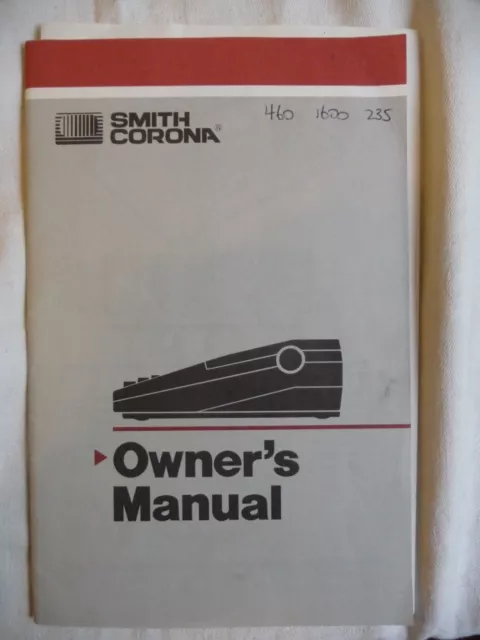 SMITH
CORONA®
460 1600 235
Owner's
Manual